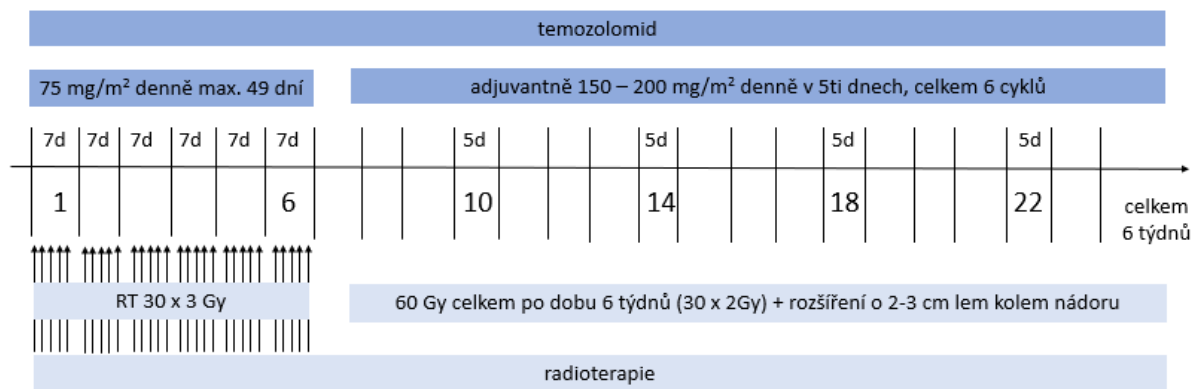 temozolomid
75 mg/m² denně max. 49 dní
adjuvantně 150 – 200 mg/m² denně v 5ti dnech, celkem 6 cyklů
7d 7d 7d 7d 7d 7d 5d 5d 5d 5d
1 6 10 14 18 22 celkem
6 týdnů
RT 30 x 3 Gy
60 Gy celkem po dobu 6 týdnů (30 x 2Gy) + rozšíření o 2-3 cm lem kolem nádoru
radioterapie